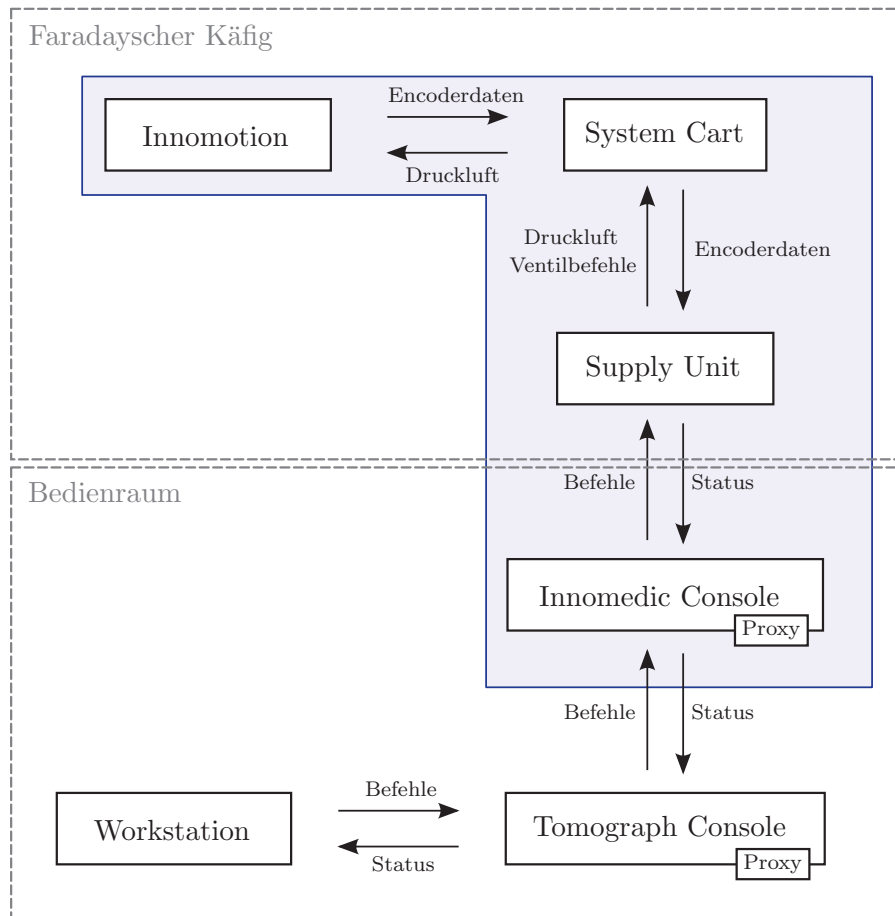 Faradayscher Käfig
Innomotion
Encoderdaten
Druckluft
System Cart
Druckluft
Ventilbefehle
Encoderdaten
Supply Unit
Befehle
Status
Bedienraum
Innomedic Console
Proxy
Befehle
Status
Workstation
Befehle
Status
Tomograph Console
Proxy